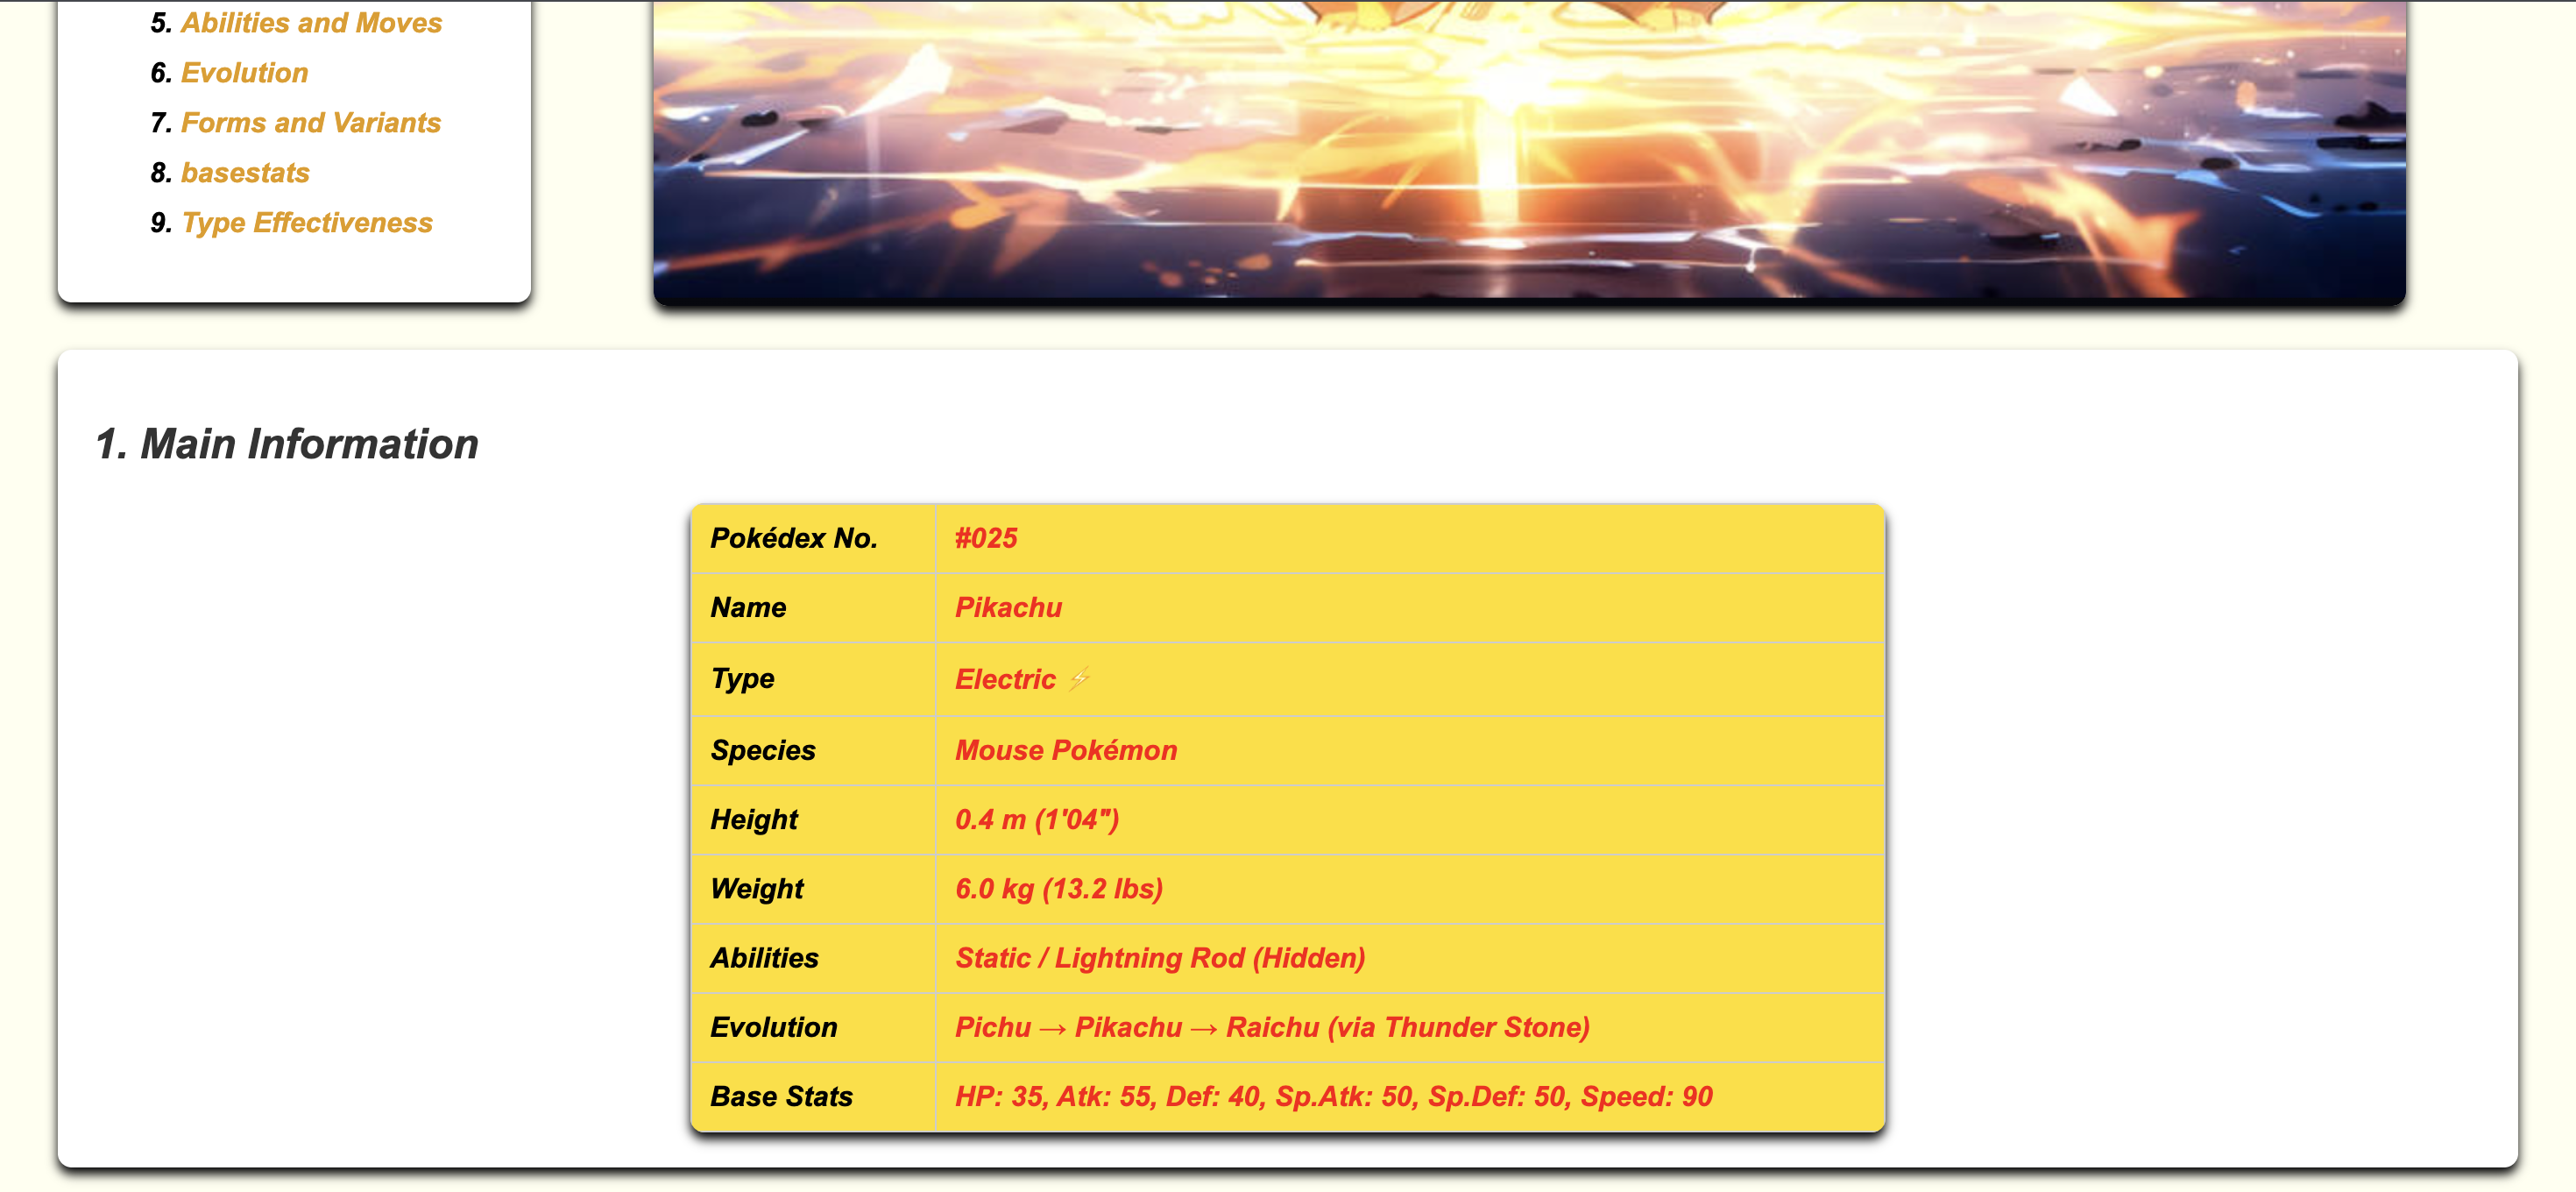 5. Abilities and Moves
6. Evolution
7. Forms and Variants
8. basestats
9. Type Effectiveness
1. Main Information
Pokédex No. #025
Name Pikachu
Type Electric ⚡
Species Mouse Pokémon
Height 0.4 m (1'04")
Weight 6.0 kg (13.2 lbs)
Abilities Static / Lightning Rod (Hidden)
Evolution Pichu → Pikachu → Raichu (via Thunder Stone)
Base Stats HP: 35, Atk: 55, Def: 40, Sp.Atk: 50, Sp.Def: 50, Speed: 90